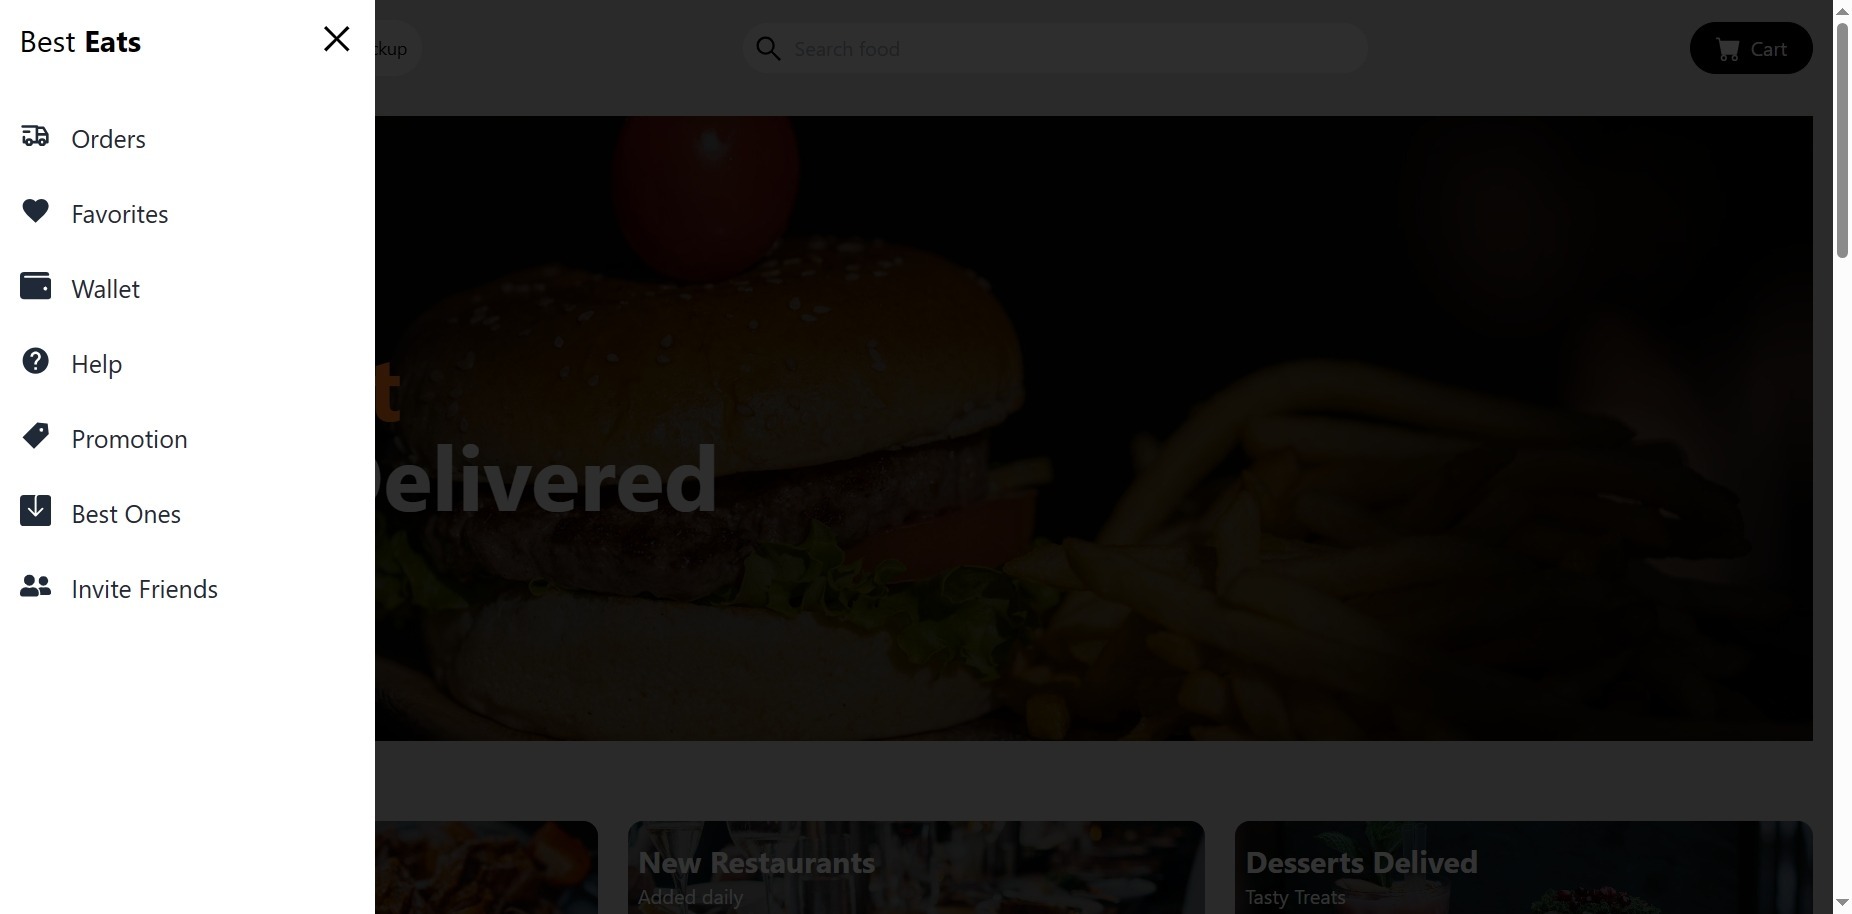 Best Eats
ckup
Search food
Cart
Orders
Favorites
Wallet
Help
Promotion
Best Ones
Invite Friends
t
Delivered
New Restaurants
Added daily
Desserts Delived
Tasty Treats